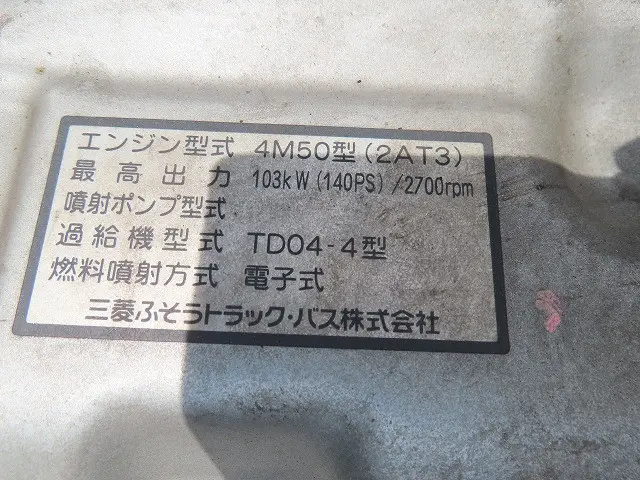 エンジン型式 4M50型(2AT3)
最高出力 103kW(140PS)/2700rpm
噴射ポンプ型式
過給機型式 TD04-4型
燃料噴射方式 電子式
三菱ふそうトラック・バス株式会社